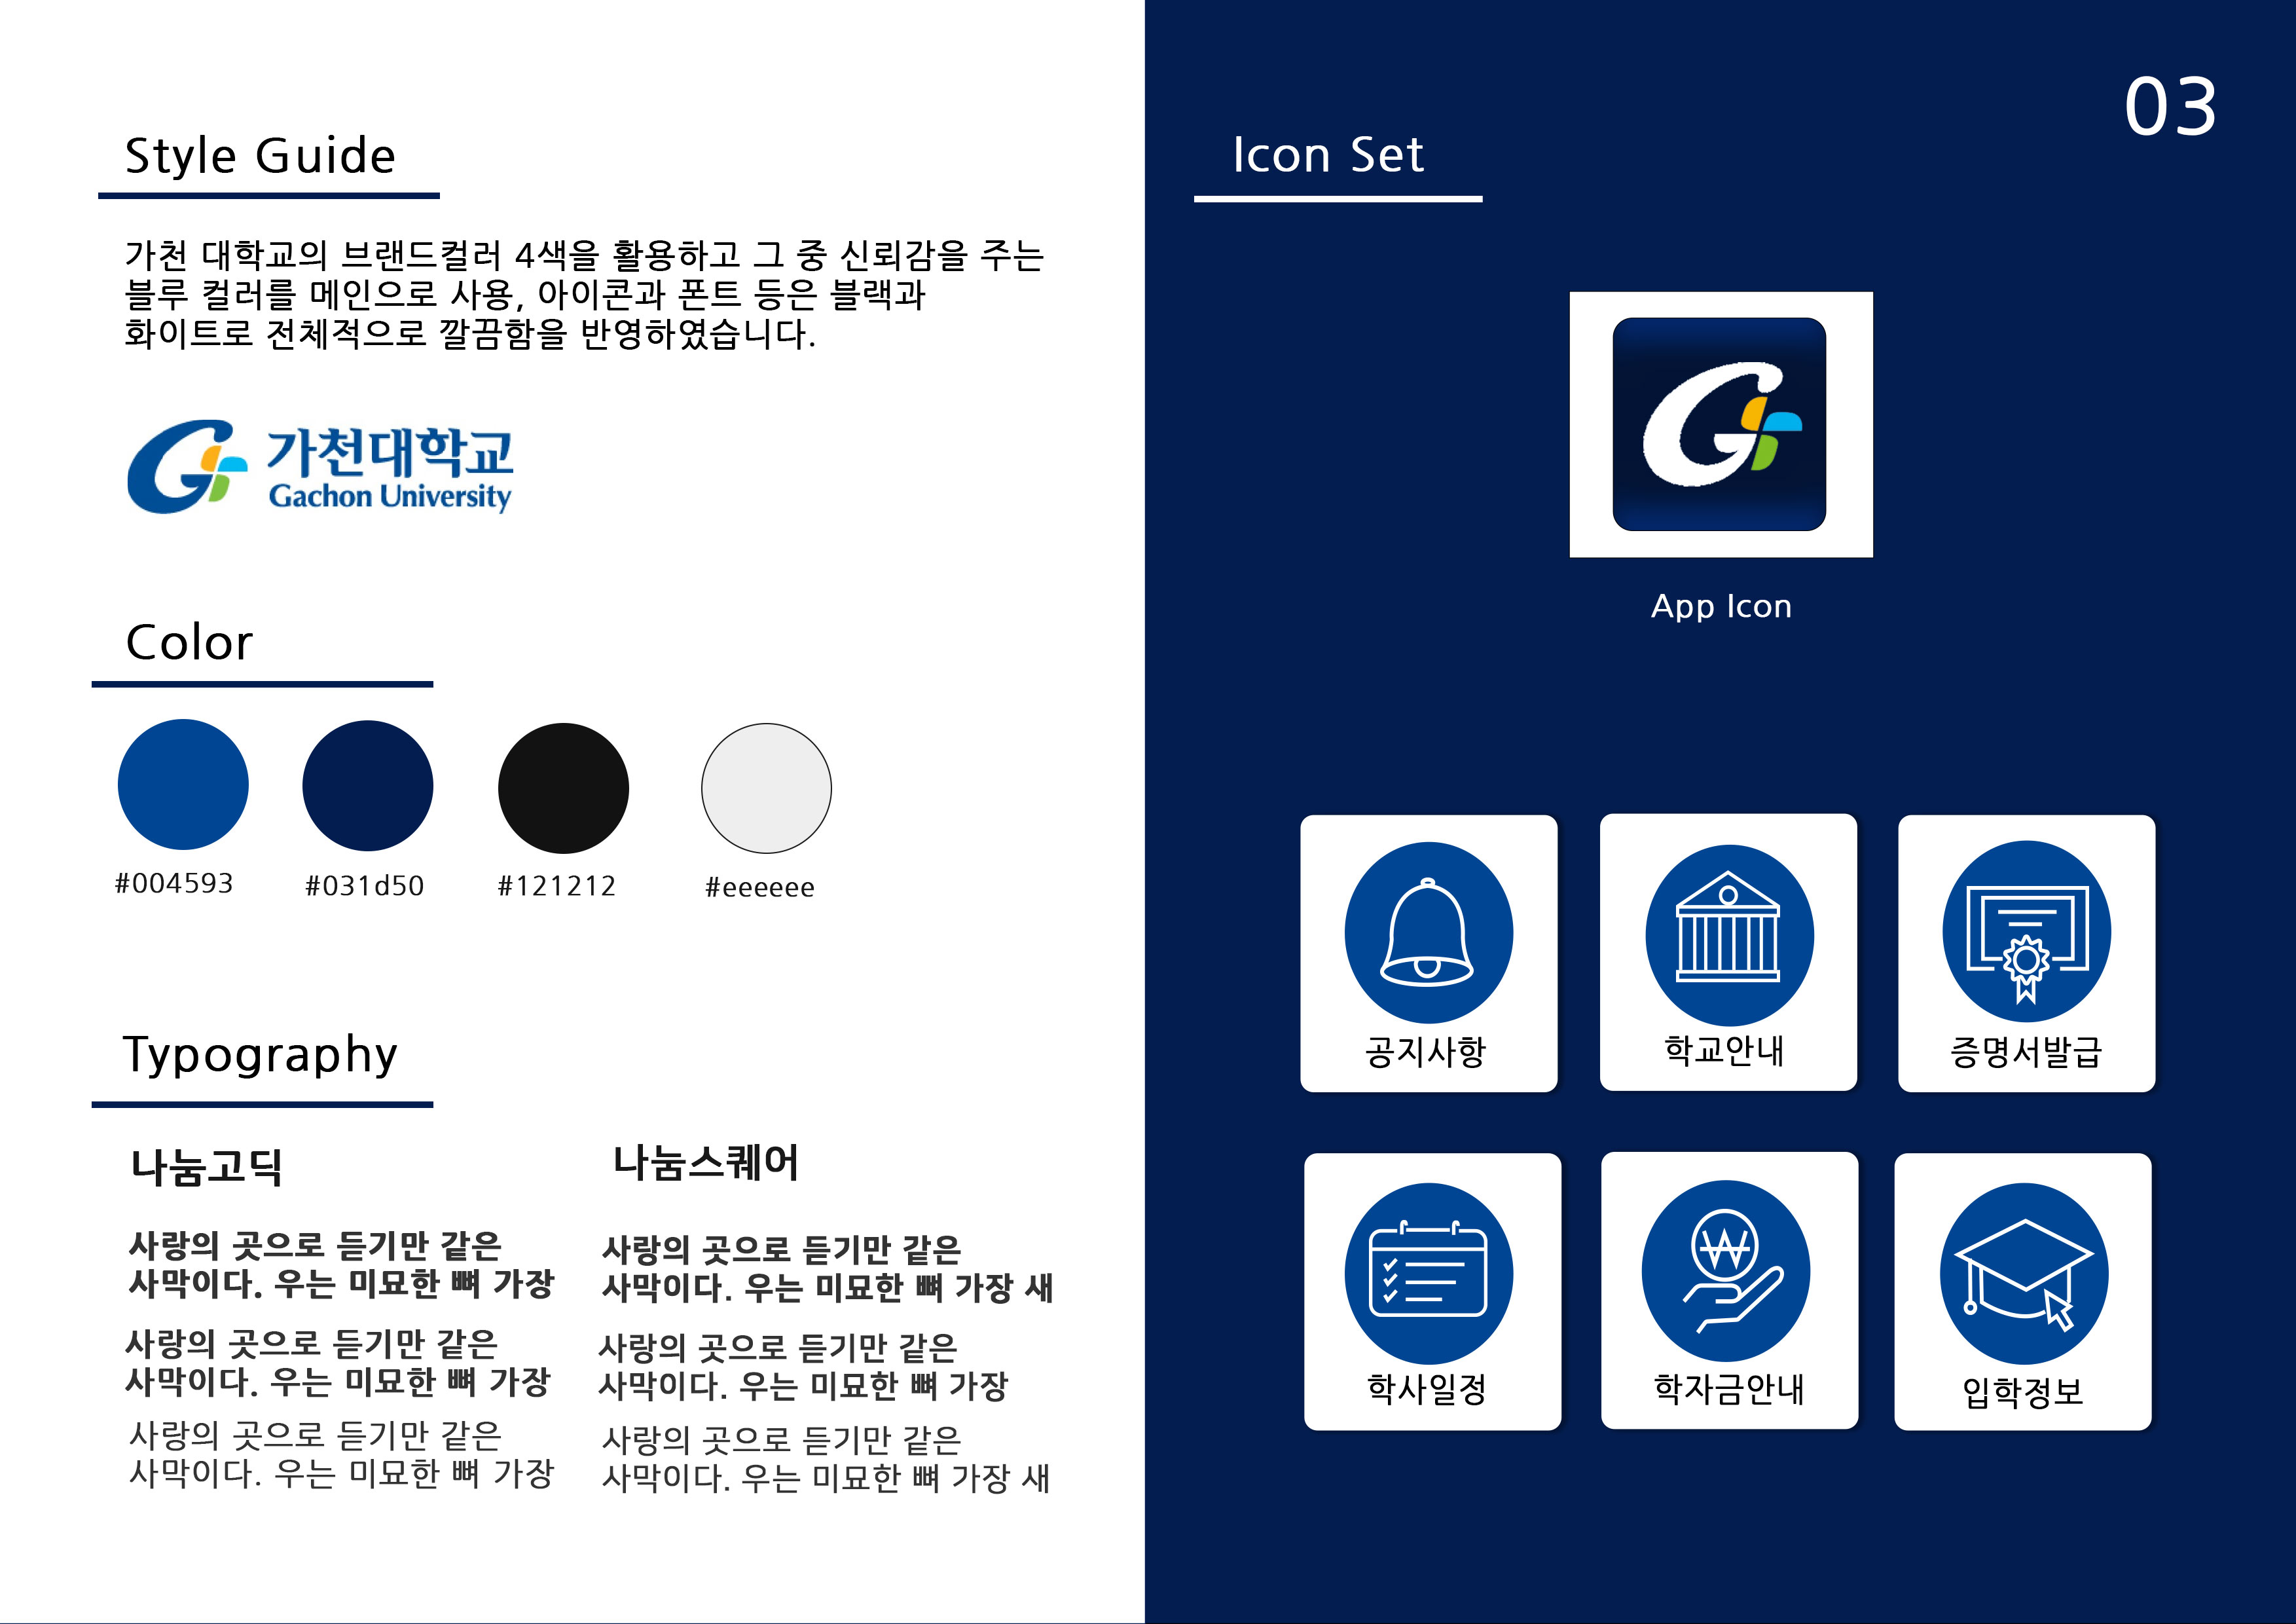 Style Guide
가천 대학교의 브랜드컬러 4색을 활용하고 그 중 신뢰감을 주는
블루 컬러를 메인으로 사용, 아이콘과 폰트 등은 블랙과
화이트로 전체적으로 깔끔함을 반영하였습니다.
가천대학교
Gachon University
Color
#004593
#031d50
#121212
#eeeeee
Typography
나눔고딕
사랑의 곳으로 듣기만 같은
사막이다. 우는 미묘한 뼈 가장
사랑의 곳으로 듣기만 같은
사막이다. 우는 미묘한 뼈 가장
사랑의 곳으로 듣기만 같은
사막이다. 우는 미묘한 뼈 가장
나눔스퀘어
사랑의 곳으로 듣기만 같은
사막이다. 우는 미묘한 뼈 가장 새
사랑의 곳으로 듣기만 같은
사막이다. 우는 미묘한 뼈 가장
사랑의 곳으로 듣기만 같은
사막이다. 우는 미묘한 뼈 가장 새
03
Icon Set
G
App Icon
공지사항
학교안내
증명서발급
학사일정
₩
학자금안내
입학정보